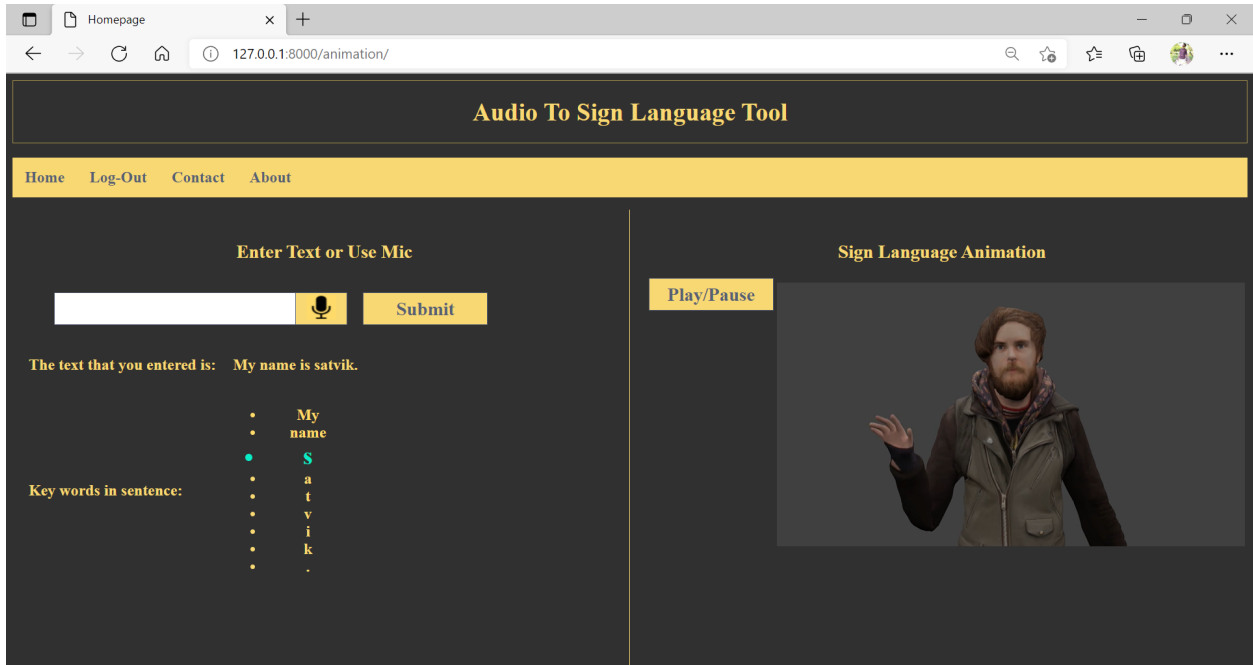 Homepage
127.0.0.1:8000/animation/
Audio To Sign Language Tool
Home Log-Out Contact About
Enter Text or Use Mic
Submit
The text that you entered is: My name is satvik.
Key words in sentence:
My
name
S
a
t
v
i
k
.
Sign Language Animation
Play/Pause